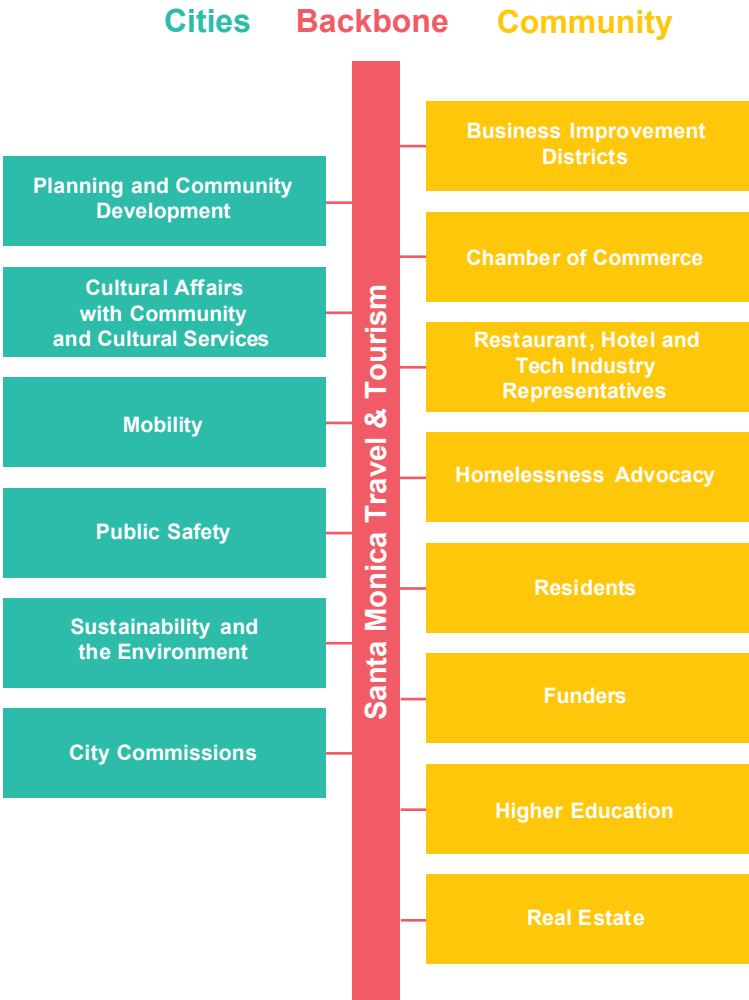 Cities
Backbone
Community
Planning and Community
Development
Cultural Affairs
with Community
and Cultural Services
Mobility
Public Safety
Sustainability and
the Environment
City Commissions
Santa Monica Travel & Tourism
Business Improvement
Districts
Chamber of Commerce
Restaurant, Hotel and
Tech Industry
Representatives
Homelessness Advocacy
Residents
Funders
Higher Education
Real Estate